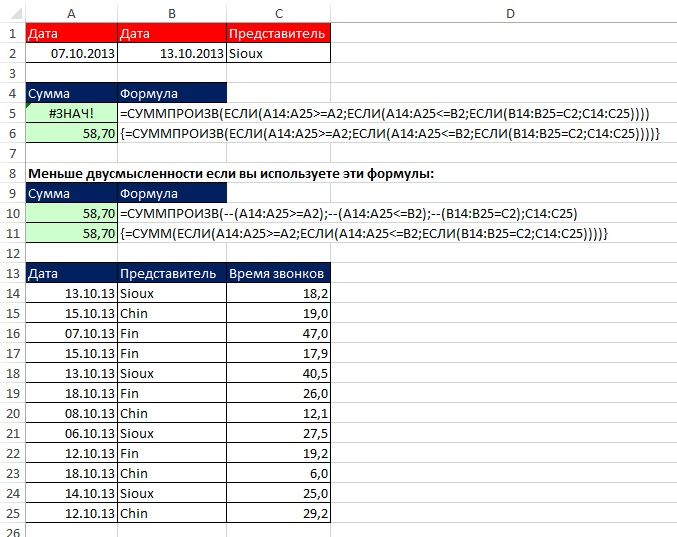 A B C D
1 Дата Дата Представитель
2 07.10.2013 13.10.2013 Sioux
3
4 Сумма Формула
5 #ЗНАЧ! =СУММПРОИЗВ(ЕСЛИ(A14:A25>=A2;ЕСЛИ(A14:A25<=B2;ЕСЛИ(B14:B25=C2;C14:C25))))
6 58,70 {=СУММПРОИЗВ(ЕСЛИ(A14:A25>=A2;ЕСЛИ(A14:A25<=B2;ЕСЛИ(B14:B25=C2;C14:C25))))}
7
8 Меньше двусмысленности если вы используете эти формулы:
9 Сумма Формула
10 58,70 =СУММПРОИЗВ(--(A14:A25>=A2);--(A14:A25<=B2);--(B14:B25=C2);C14:C25)
11 58,70 {=СУММ(ЕСЛИ(A14:A25>=A2;ЕСЛИ(A14:A25<=B2;ЕСЛИ(B14:B25=C2;C14:C25))))}
12
13 Дата Представитель Время звонков
14 13.10.13 Sioux 18,2
15 15.10.13 Chin 19,0
16 07.10.13 Fin 47,0
17 15.10.13 Fin 17,9
18 13.10.13 Sioux 40,5
19 18.10.13 Fin 26,0
20 08.10.13 Chin 12,1
21 06.10.13 Sioux 27,5
22 12.10.13 Fin 19,2
23 18.10.13 Chin 6,0
24 14.10.13 Sioux 25,0
25 12.10.13 Chin 29,2
26